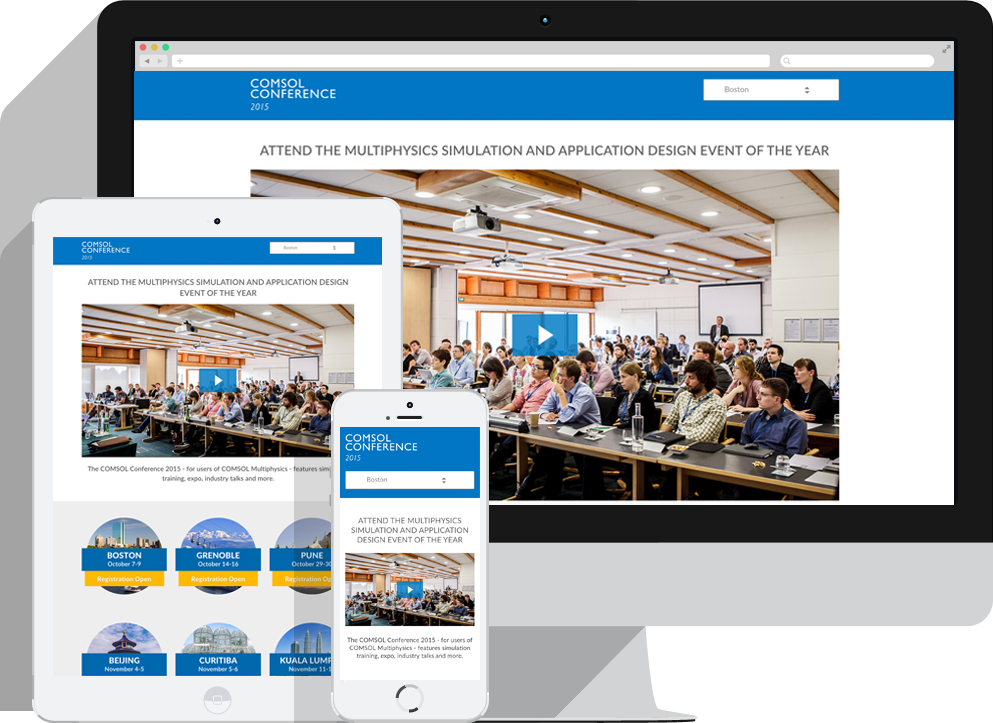 COMSOL
CONFERENCE
2015
Boston
ATTEND THE MULTIPHYSICS SIMULATION AND APPLICATION DESIGN EVENT OF THE YEAR
COMSOL
CONFERENCE
2015
Boston
ATTEND THE MULTIPHYSICS SIMULATION AND APPLICATION DESIGN
EVENT OF THE YEAR
The COMSOL Conference 2015 - for users of COMSOL Multiphysics - features sim
training, expo, industry talks and more.
BOSTON
October 7-9
Registration Open
GRENOBLE
October 14-16
Registration Open
PUNE
October 29-30
Registration Op
BEIJING
November 4-5
CURITIBA
November 5-6
KUALA LUMP
November 11-1
COMSOL
CONFERENCE
2015
Boston
ATTEND THE MULTIPHYSICS
SIMULATION AND APPLICATION
DESIGN EVENT OF THE YEAR
The COMSOL Conference 2015 - for users of
COMSOL Multiphysics - features simulation
training, expo, industry talks and more.